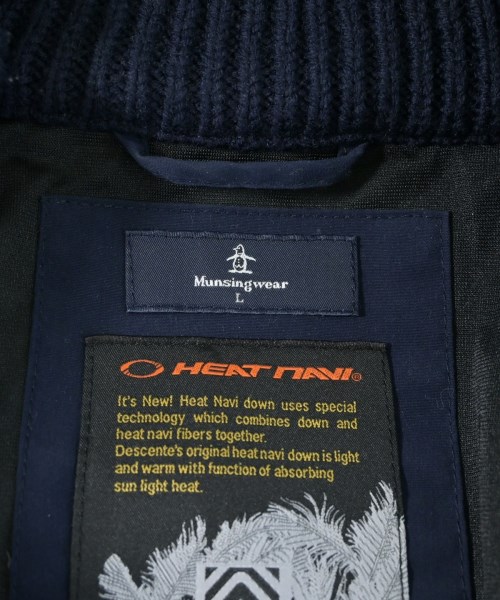 Munsingwear
L
HEAT NAVI®
It's New! Heat Navi down uses special
technology which combines down and
heat navi fibers together.
Descente's original heat navi down is light
and warm with function of absorbing
sun light heat.